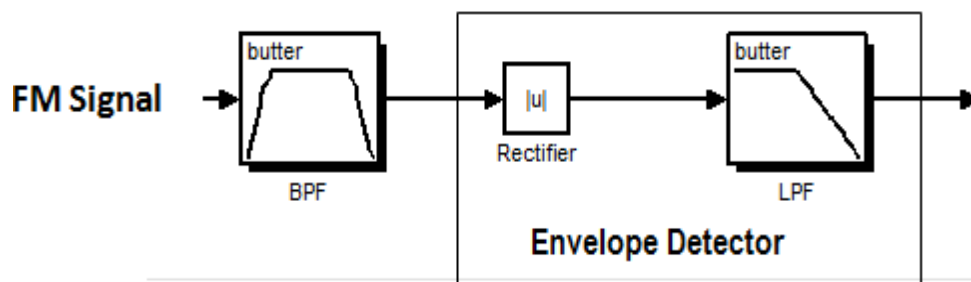 butter
butter
FM Signal
|u|
Rectifier
BPF
LPF
Envelope Detector